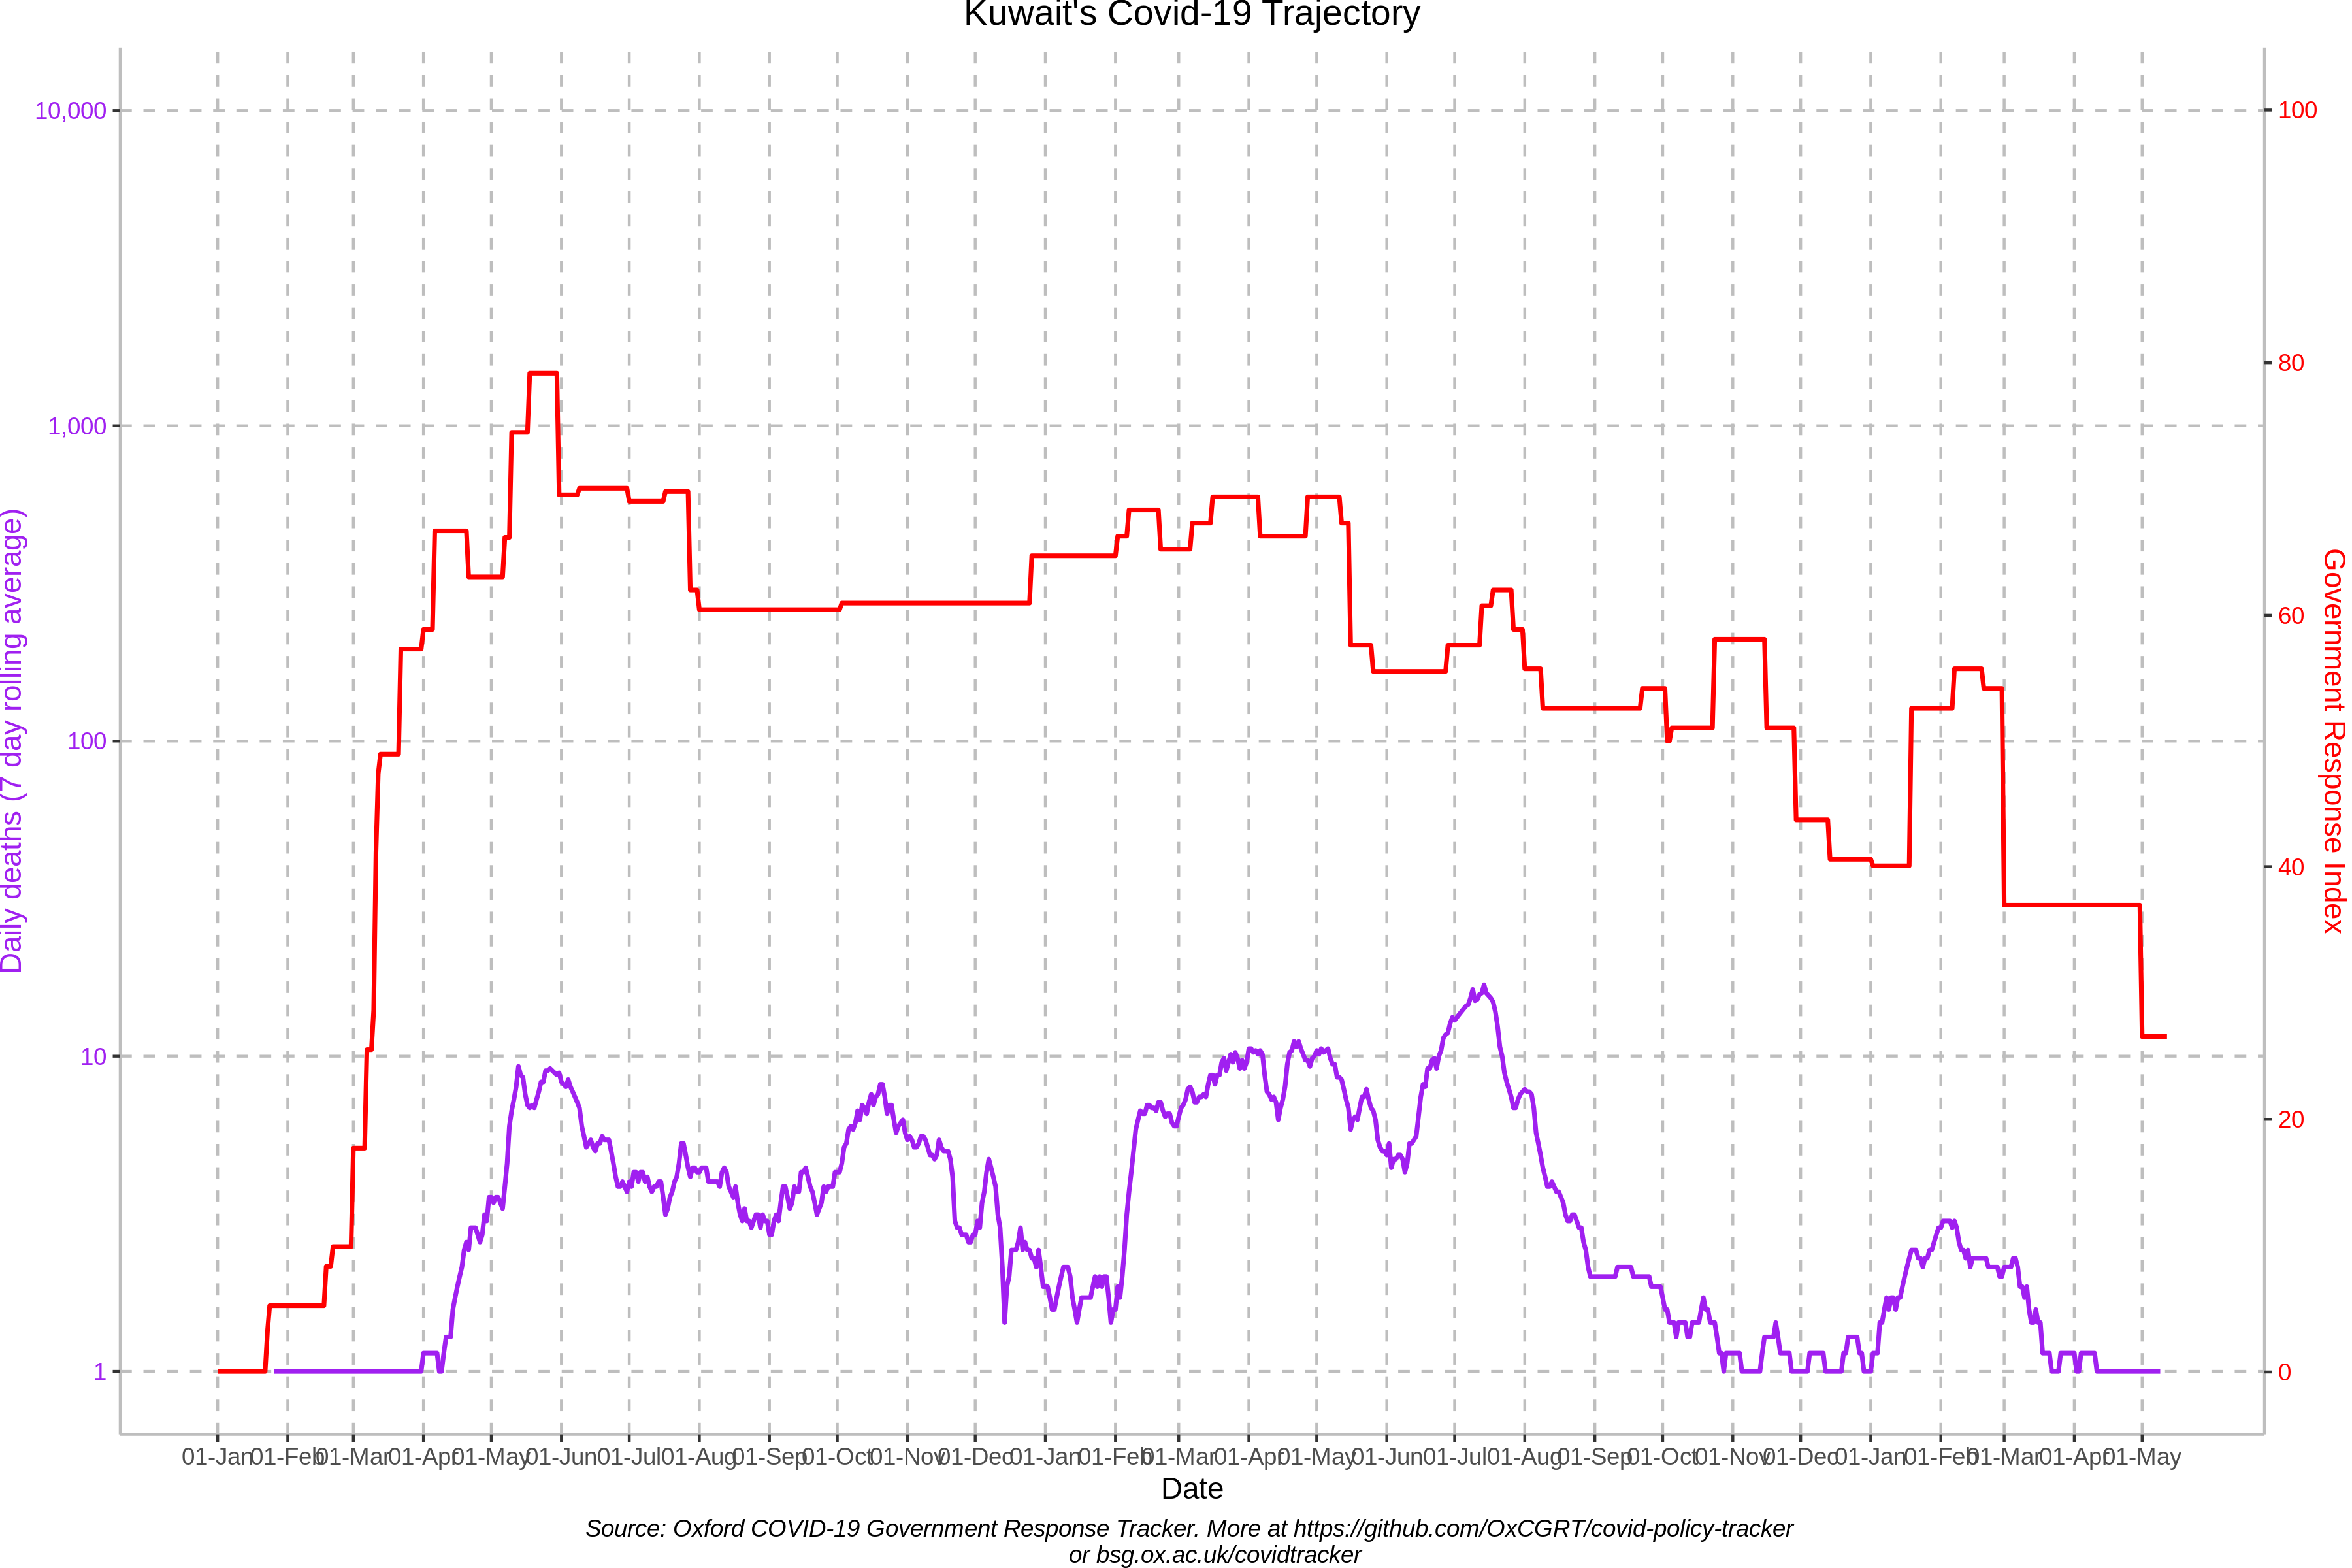 Kuwait's Covid-19 Trajectory
10,000
1,000
100
10
1
Daily deaths (7 day rolling average)
100
80
60
40
20
0
Government Response Index
01-Jan 01-Feb 01-Mar 01-Apr 01-May 01-Jun 01-Jul 01-Aug 01-Sep 01-Oct 01-Nov 01-Dec 01-Jan 01-Feb 01-Mar 01-Apr 01-May 01-Jun 01-Jul 01-Aug 01-Sep 01-Oct 01-Nov 01-Dec 01-Jan 01-Feb 01-Mar 01-Apr 01-May
Date
Source: Oxford COVID-19 Government Response Tracker. More at https://github.com/OxCGRT/covid-policy-tracker
or bsg.ox.ac.uk/covidtracker